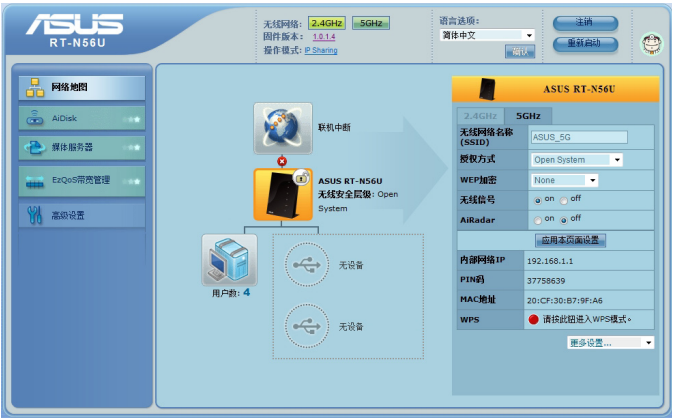 ASUS
RT-N56U
无线网络: 2.4GHz 5GHz
固件版本: 1.0.1.4
操作模式: IP Sharing
语言选项:
简体中文
确认
注销
重新启动
网络地图
AiDisk
媒体服务器
EzQoS带宽管理
高级设置
联机中断
ASUS RT-N56U
无线安全层级: Open
System
用户数: 4
无设备
无设备
ASUS RT-N56U
2.4GHz 5GHz
无线网络名称
(SSID) ASUS_5G
授权方式 Open System
WEP加密 None
无线信号 on off
AiRadar on off
应用本页面设置
内部网络IP 192.168.1.1
PIN码 37758639
MAC地址 20:CF:30:B7:9F:A6
WPS 请按此钮进入WPS模式。
更多设置...